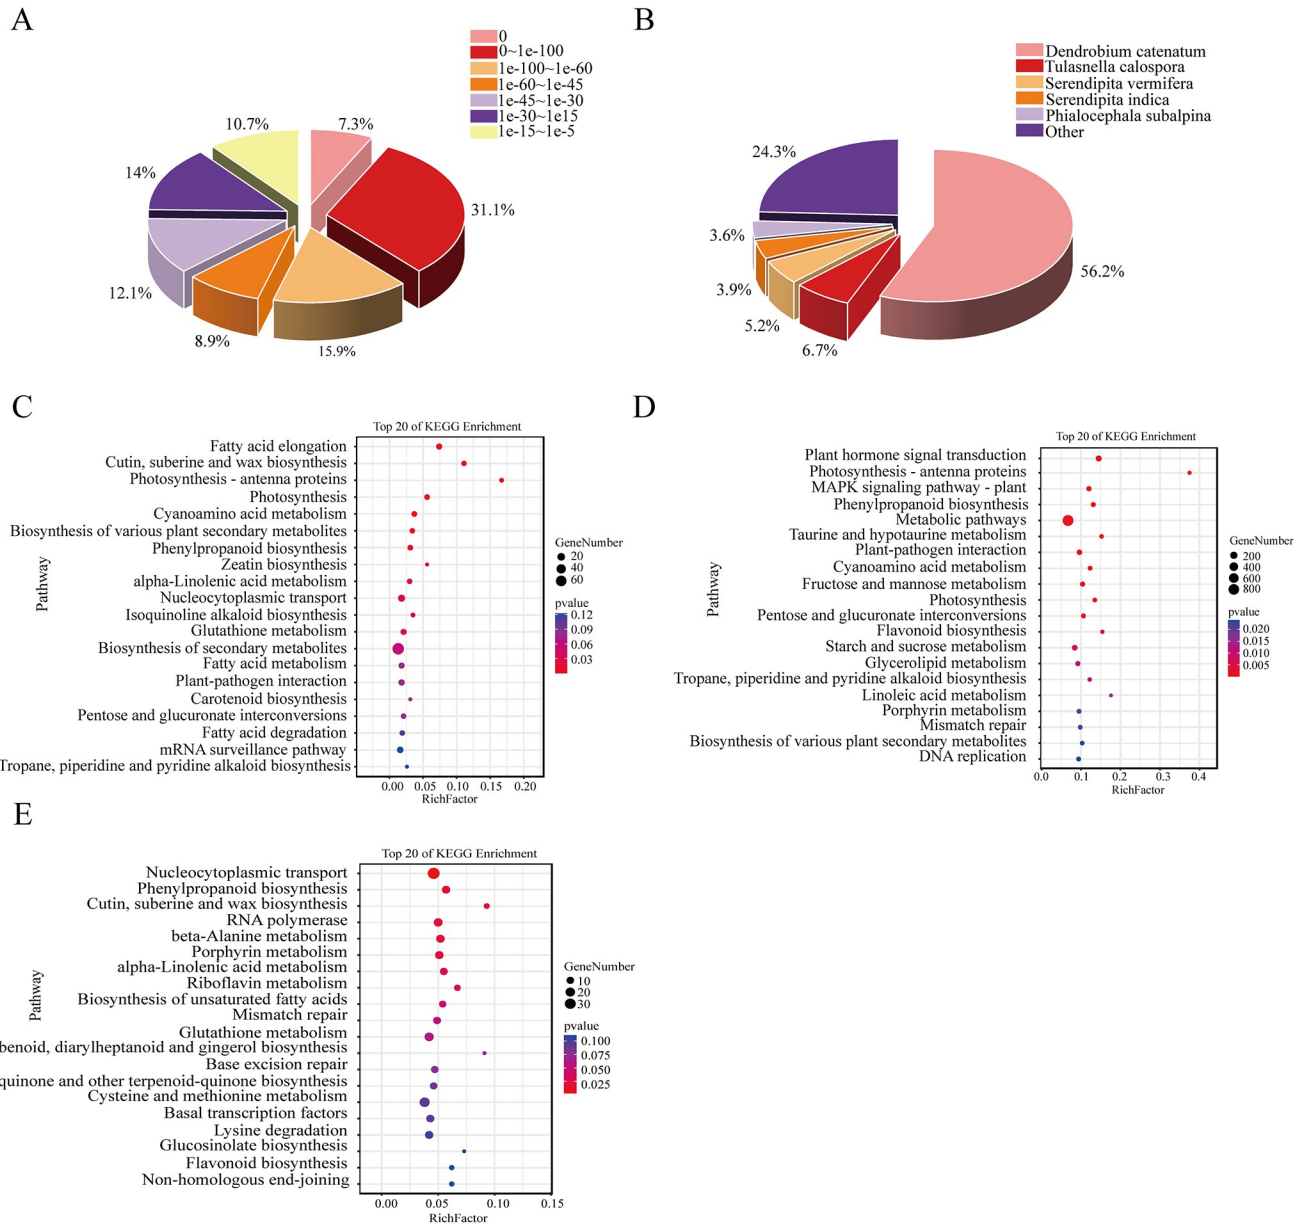 A
0
0~1e-100
1e-100~1e-60
1e-60~1e-45
1e-45~1e-30
1e-30~1e15
1e-15~1e-5
7.3%
31.1%
15.9%
8.9%
12.1%
14%
10.7%
B
Dendrobium catenatum
Tulasnella calospora
Serendipita vermifera
Serendipita indica
Phialocephala subalpina
Other
24.3%
3.6%
3.9%
5.2%
6.7%
56.2%
C
Top 20 of KEGG Enrichment
Pathway
Fatty acid elongation
Cutin, suberine and wax biosynthesis
Photosynthesis - antenna proteins
Photosynthesis
Cyanoamino acid metabolism
Biosynthesis of various plant secondary metabolites
Phenylpropanoid biosynthesis
Zeatin biosynthesis
alpha-Linolenic acid metabolism
Nucleocytoplasmic transport
Isoquinoline alkaloid biosynthesis
Glutathione metabolism
Biosynthesis of secondary metabolites
Fatty acid metabolism
Plant-pathogen interaction
Carotenoid biosynthesis
Pentose and glucuronate interconversions
Fatty acid degradation
mRNA surveillance pathway
Tropane, piperidine and pyridine alkaloid biosynthesis
0.00 0.05 0.10 0.15 0.20
RichFactor
GeneNumber
20
40
60
pvalue
0.12
0.09
0.06
0.03
D
Top 20 of KEGG Enrichment
Pathway
Plant hormone signal transduction
Photosynthesis - antenna proteins
MAPK signaling pathway - plant
Phenylpropanoid biosynthesis
Metabolic pathways
Taurine and hypotaurine metabolism
Plant-pathogen interaction
Cyanoamino acid metabolism
Fructose and mannose metabolism
Photosynthesis
Pentose and glucuronate interconversions
Flavonoid biosynthesis
Starch and sucrose metabolism
Glycerolipid metabolism
Tropane, piperidine and pyridine alkaloid biosynthesis
Linoleic acid metabolism
Porphyrin metabolism
Mismatch repair
Biosynthesis of various plant secondary metabolites
DNA replication
0.0 0.1 0.2 0.3 0.4
RichFactor
GeneNumber
200
400
600
800
pvalue
0.020
0.015
0.010
0.005
E
Top 20 of KEGG Enrichment
Pathway
Nucleocytoplasmic transport
Phenylpropanoid biosynthesis
Cutin, suberine and wax biosynthesis
RNA polymerase
beta-Alanine metabolism
Porphyrin metabolism
alpha-Linolenic acid metabolism
Riboflavin metabolism
Biosynthesis of unsaturated fatty acids
Mismatch repair
Glutathione metabolism
benoid, diarylheptanoid and gingerol biosynthesis
Base excision repair
quinone and other terpenoid-quinone biosynthesis
Cysteine and methionine metabolism
Basal transcription factors
Lysine degradation
Glucosinolate biosynthesis
Flavonoid biosynthesis
Non-homologous end-joining
0.00 0.05 0.10 0.15
RichFactor
GeneNumber
10
20
30
pvalue
0.100
0.075
0.050
0.025